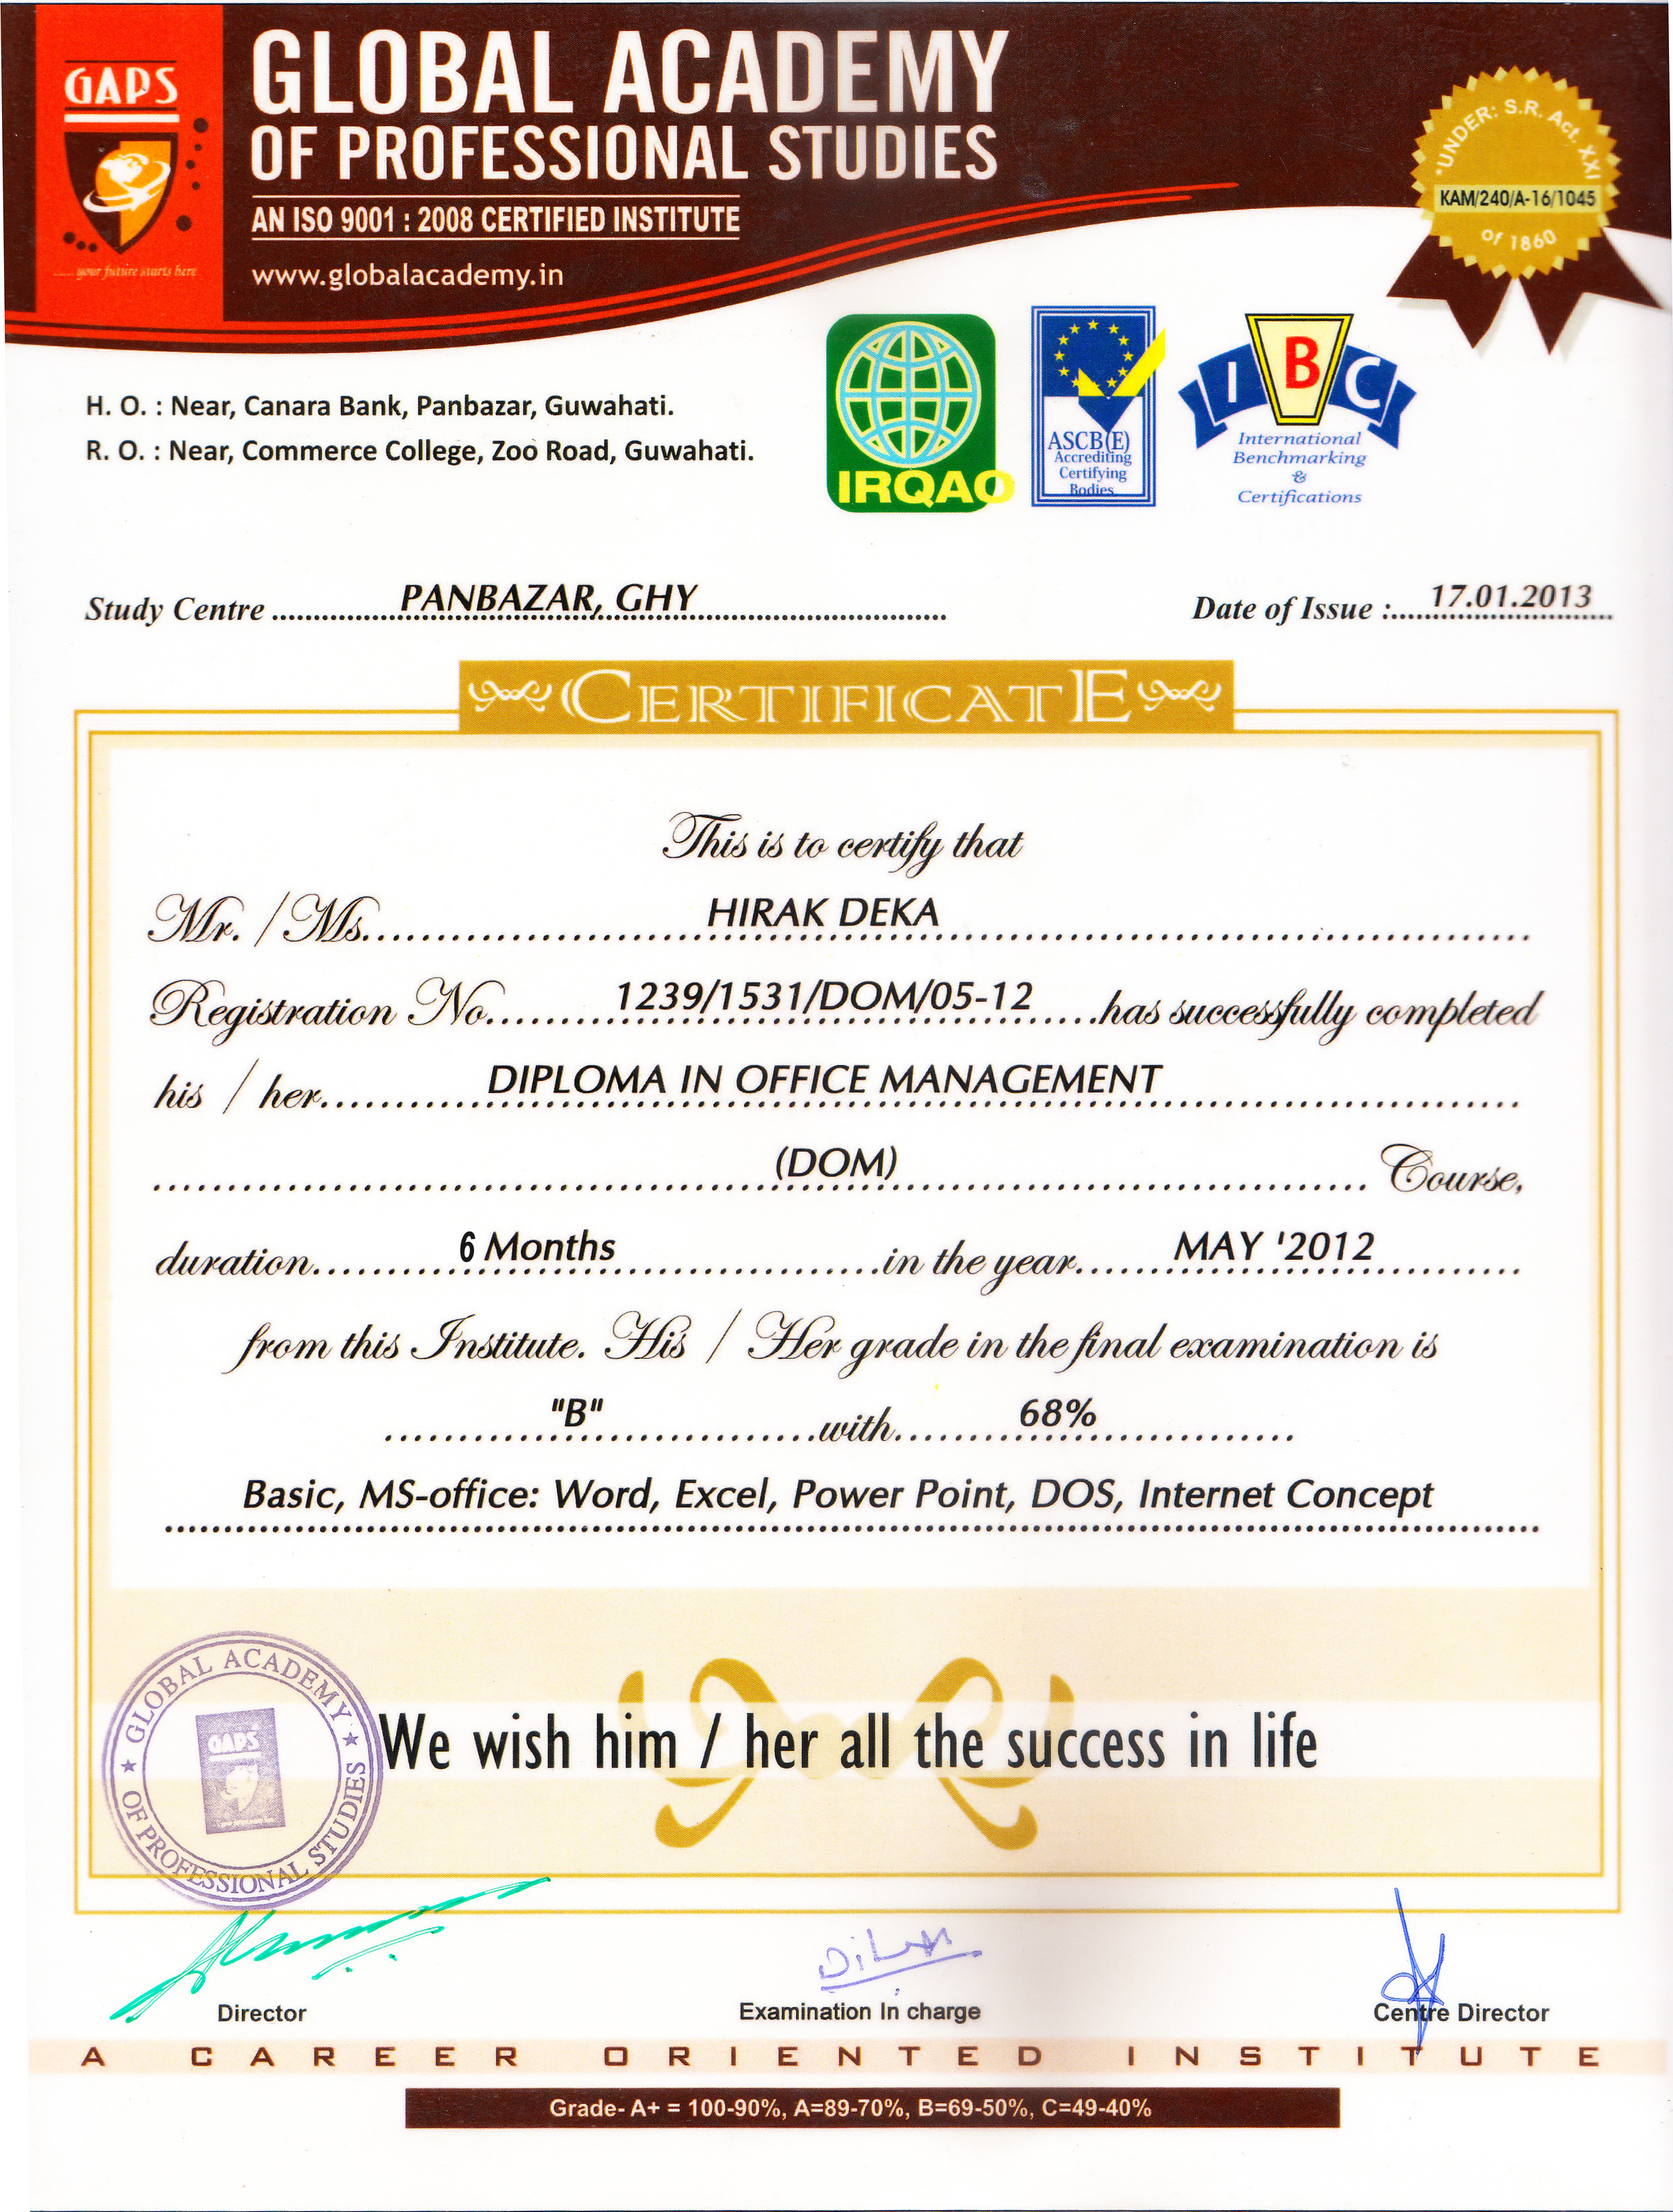 GAPS
..... your future starts here
GLOBAL ACADEMY
OF PROFESSIONAL STUDIES
AN ISO 9001 : 2008 CERTIFIED INSTITUTE
www.globalacademy.in
*UNDER: S.R. Act. XXI
KAM/240/A-16/1045
of 1860
H. O. : Near, Canara Bank, Panbazar, Guwahati.
R. O. : Near, Commerce College, Zoo Road, Guwahati.
IRQAO
ASCB(E)
Accrediting
Certifying
Bodies
IBC
International
Benchmarking
&
Certifications
Study Centre PANBAZAR, GHY
Date of Issue : 17.01.2013
CERTIFICATE
This is to certify that
Mr. / Ms. HIRAK DEKA
Registration No. 1239/1531/DOM/05-12 has successfully completed
his / her DIPLOMA IN OFFICE MANAGEMENT
(DOM) Course,
duration 6 Months in the year MAY '2012
from this Institute. His / Her grade in the final examination is
"B" with 68%
Basic, MS-office: Word, Excel, Power Point, DOS, Internet Concept
GLOBAL ACADEMY
OF PROFESSIONAL STUDIES
GAPS
We wish him / her all the success in life
Director
Examination In charge
Centre Director
A CAREER ORIENTED INSTITUTE
Grade- A+ = 100-90%, A=89-70%, B=69-50%, C=49-40%